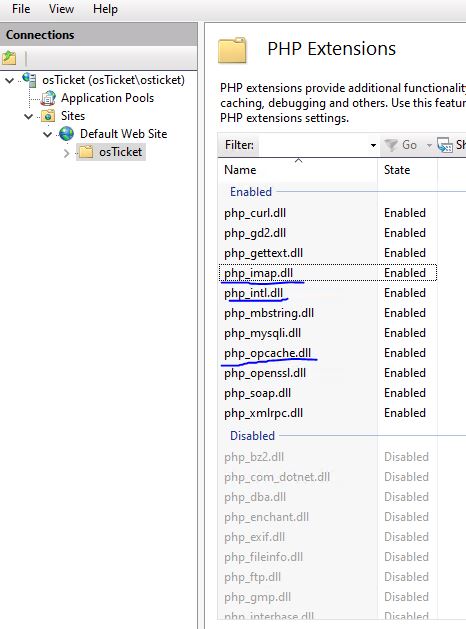 File View Help
Connections
osTicket (osTicket\osticket)
Application Pools
Sites
Default Web Site
osTicket
PHP Extensions
PHP extensions provide additional functionality
caching, debugging and others. Use this featur
PHP extensions settings.
Filter: Go Sh
Name State
Enabled
php_curl.dll Enabled
php_gd2.dll Enabled
php_gettext.dll Enabled
php_imap.dll Enabled
php_intl.dll Enabled
php_mbstring.dll Enabled
php_mysqli.dll Enabled
php_opcache.dll Enabled
php_openssl.dll Enabled
php_soap.dll Enabled
php_xmlrpc.dll Enabled
Disabled
php_bz2.dll Disabled
php_com_dotnet.dll Disabled
php_dba.dll Disabled
php_enchant.dll Disabled
php_exif.dll Disabled
php_fileinfo.dll Disabled
php_ftp.dll Disabled
php_gmp.dll Disabled
php_interbase.dll Disabled